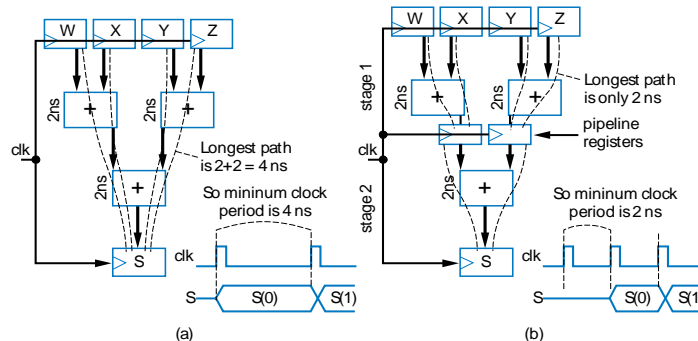 W X Y Z
2ns
+ +
clk
Longest path
is 2+2 = 4 ns
2ns
+
So mininum clock
period is 4 ns
S
clk
S S(0) S(1)
(a)
W X Y Z
stage 1
2ns
+
2ns
+
Longest path
is only 2 ns
pipeline
registers
clk
stage 2
2ns
+
So mininum clock
period is 2 ns
S
clk
S S(0) S(1
(b)